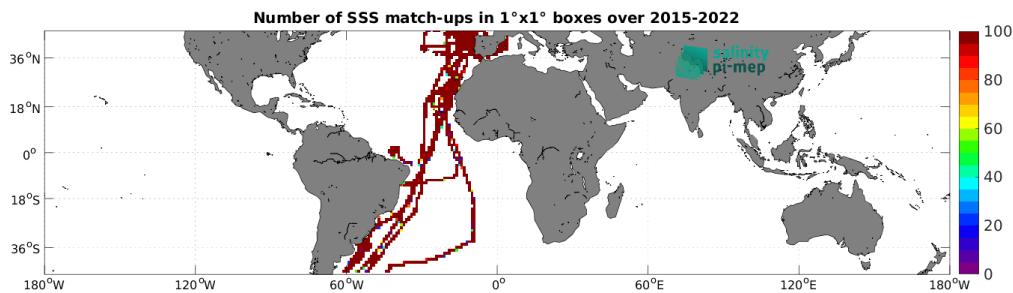 Number of SSS match-ups in 1°x1° boxes over 2015-2022
salinity
pi-mep
36°N
18°N
0°
18°S
36°S
180°W 120°W 60°W 0° 60°E 120°E 180°W
100
80
60
40
20
0